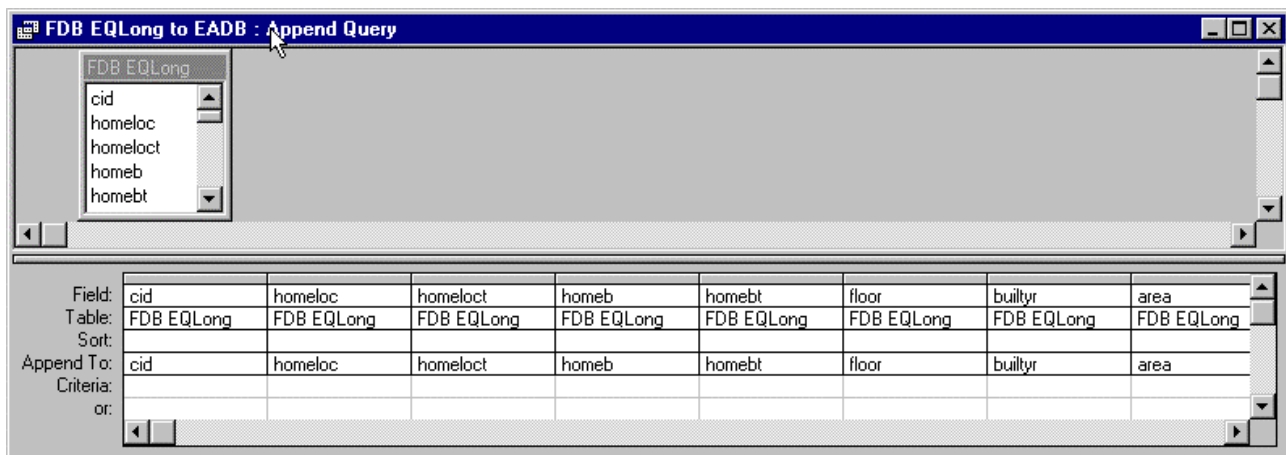 FDB EQLong to EADB : Append Query
FDB EQLong
cid
homeloc
homeloct
homeb
homebt
Field: cid homeloc homeloct homeb homebt floor builtyr area
Table: FDB EQLong FDB EQLong FDB EQLong FDB EQLong FDB EQLong FDB EQLong FDB EQLong FDB EQLong
Sort:
Append To: cid homeloc homeloct homeb homebt floor builtyr area
Criteria:
or: